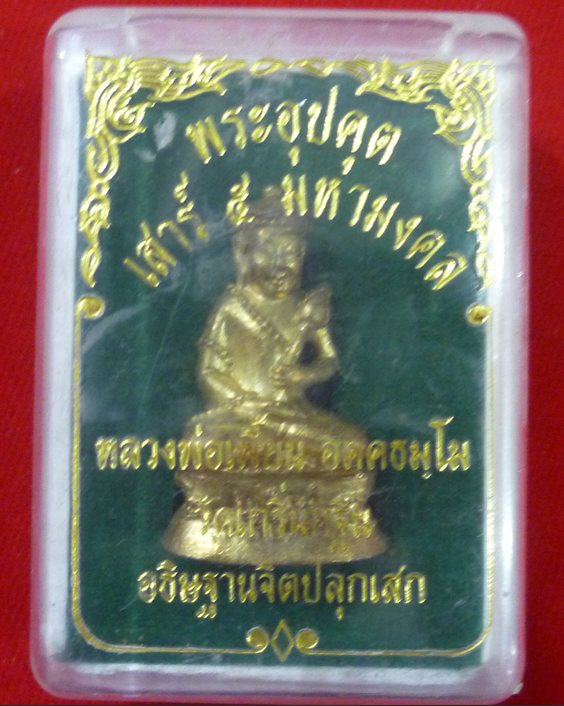 พระอุปคุต
เสาร์ ๕ มหามงคล
หลวงพ่อเพี้ยน อคฺคธมฺโม
อธิษฐานจิตปลุกเสก